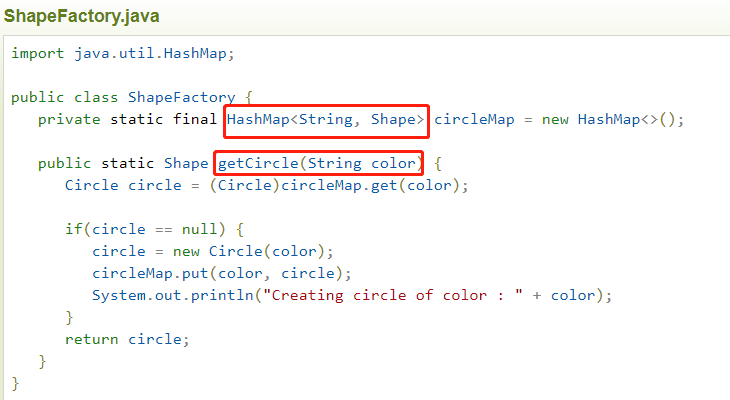 ShapeFactory.java
import java.util.HashMap;
public class ShapeFactory {
private static final HashMap<String, Shape> circleMap = new HashMap<>();
public static Shape getCircle(String color) {
Circle circle = (Circle)circleMap.get(color);
if(circle == null) {
circle = new Circle(color);
circleMap.put(color, circle);
System.out.println("Creating circle of color : " + color);
}
return circle;
}
}